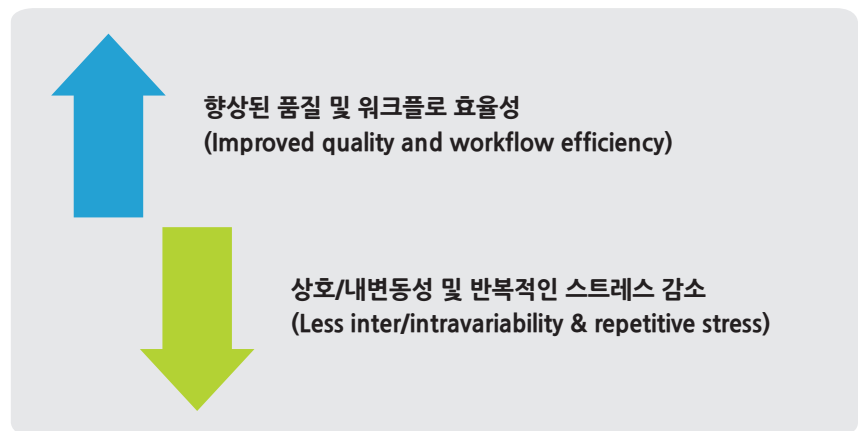 향상된 품질 및 워크플로 효율성
(Improved quality and workflow efficiency)
상호/내변동성 및 반복적인 스트레스 감소
(Less inter/intravariability & repetitive stress)